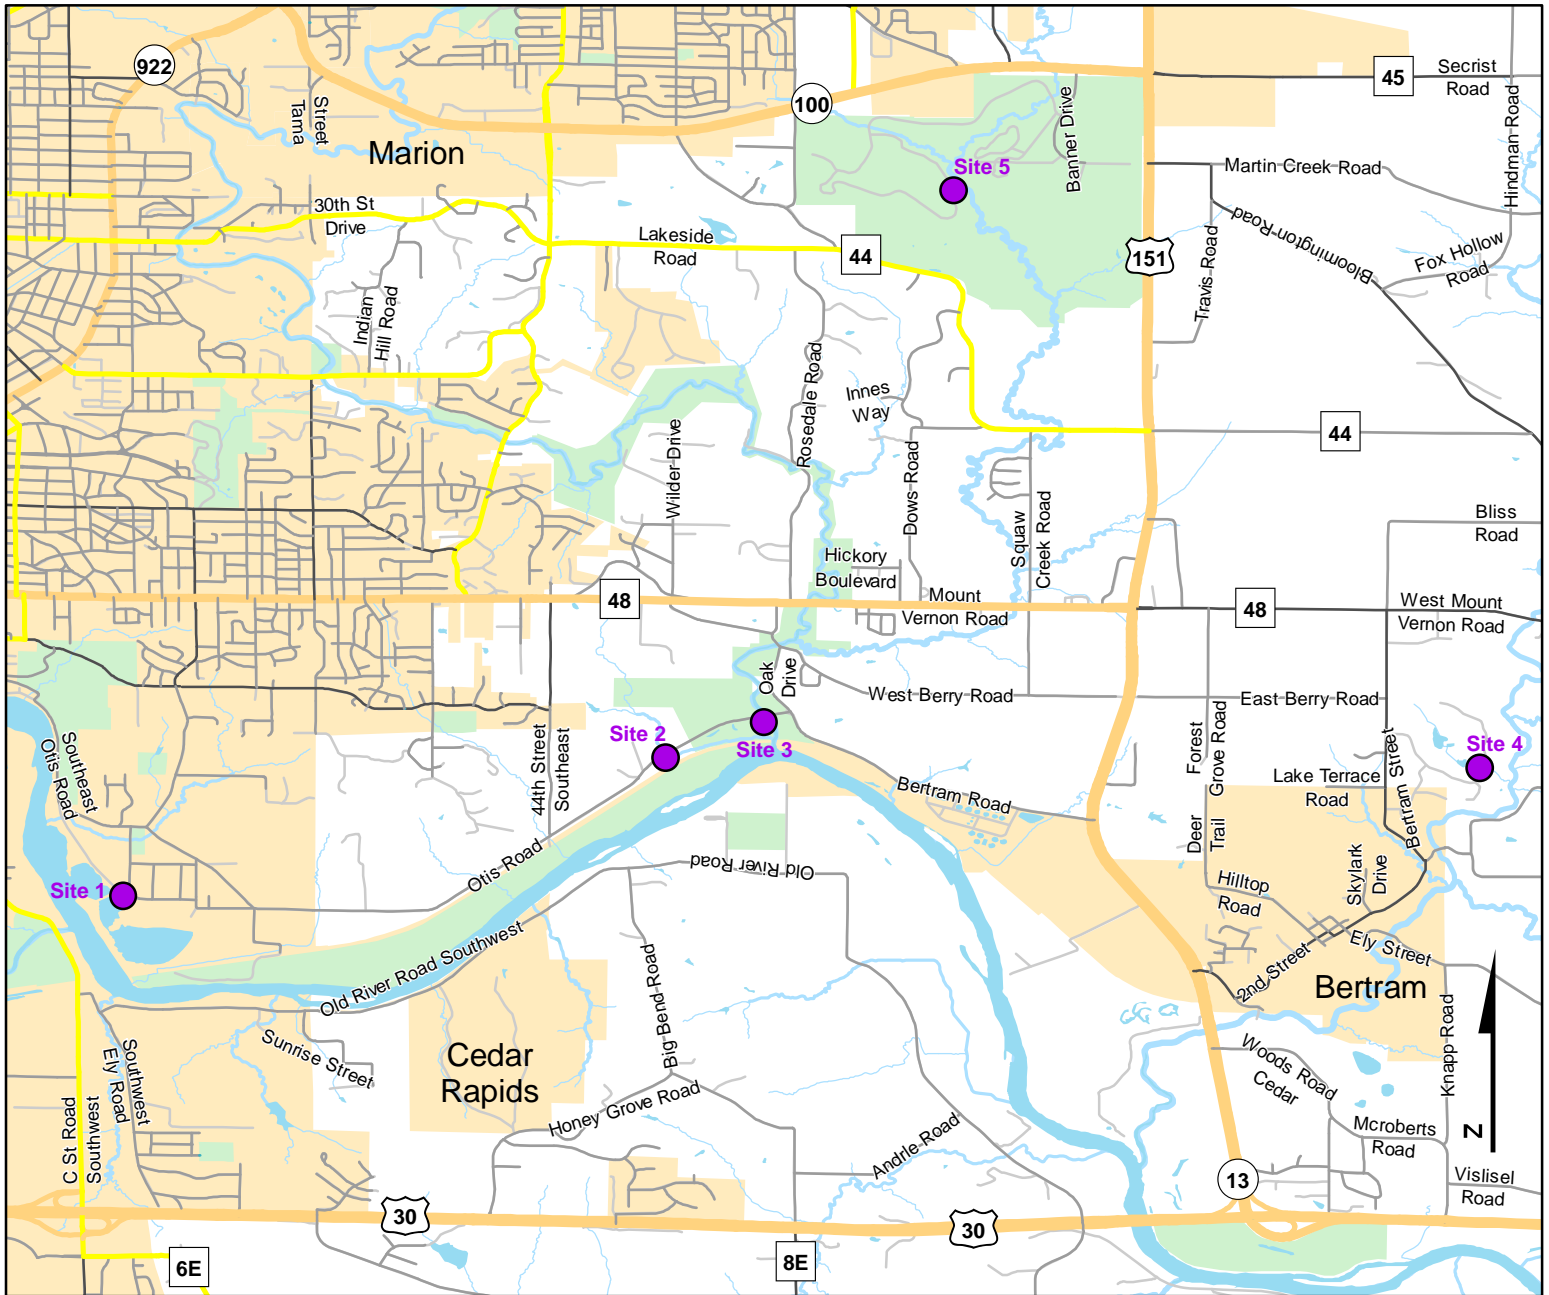 922
Street
Tama
Marion
100
45
Secrist
Road
Hindman Road
Banner Drive
Site 5
Martin Creek Road
30th St
Drive
Lakeside
Road
44
151
Travis Road
Bloomington Road
Fox Hollow
Road
Indian
Hill Road
Rosedale Road
Innes
Way
44
Wilder Drive
Dows Road
Squaw
Creek Road
Bliss
Road
Hickory
Boulevard
48
Mount
Vernon Road
48
West Mount
Vernon Road
Oak
Drive
West Berry Road
East Berry Road
Southeast
Otis Road
44th Street
Southeast
Site 2
Site 3
Forest
Grove Road
Bertram Street
Site 4
Lake Terrace
Road
Bertram Road
Deer
Trail
Otis Road
Old River Road
Site 1
Hilltop
Road
Skylark
Drive
Old River Road Southwest
Big Bend Road
2nd Street
Ely Street
Bertram
Knapp Road
Sunrise Street
Cedar
Rapids
Southwest
Ely Road
C St Road
Southwest
Honey Grove Road
Andrle Road
Woods Road
Cedar
Mcroberts
Road
N
Vislisel
Road
13
30
30
6E
8E